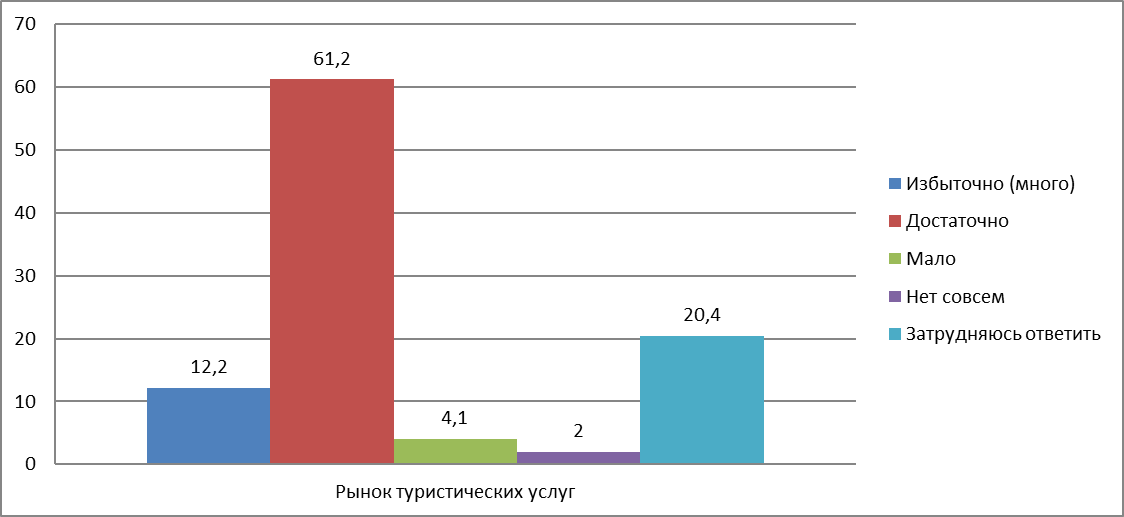 70
60
50
40
30
20
10
0
61,2
12,2
4,1
2
20,4
Рынок туристических услуг
Избыточно (много)
Достаточно
Мало
Нет совсем
Затрудняюсь ответить